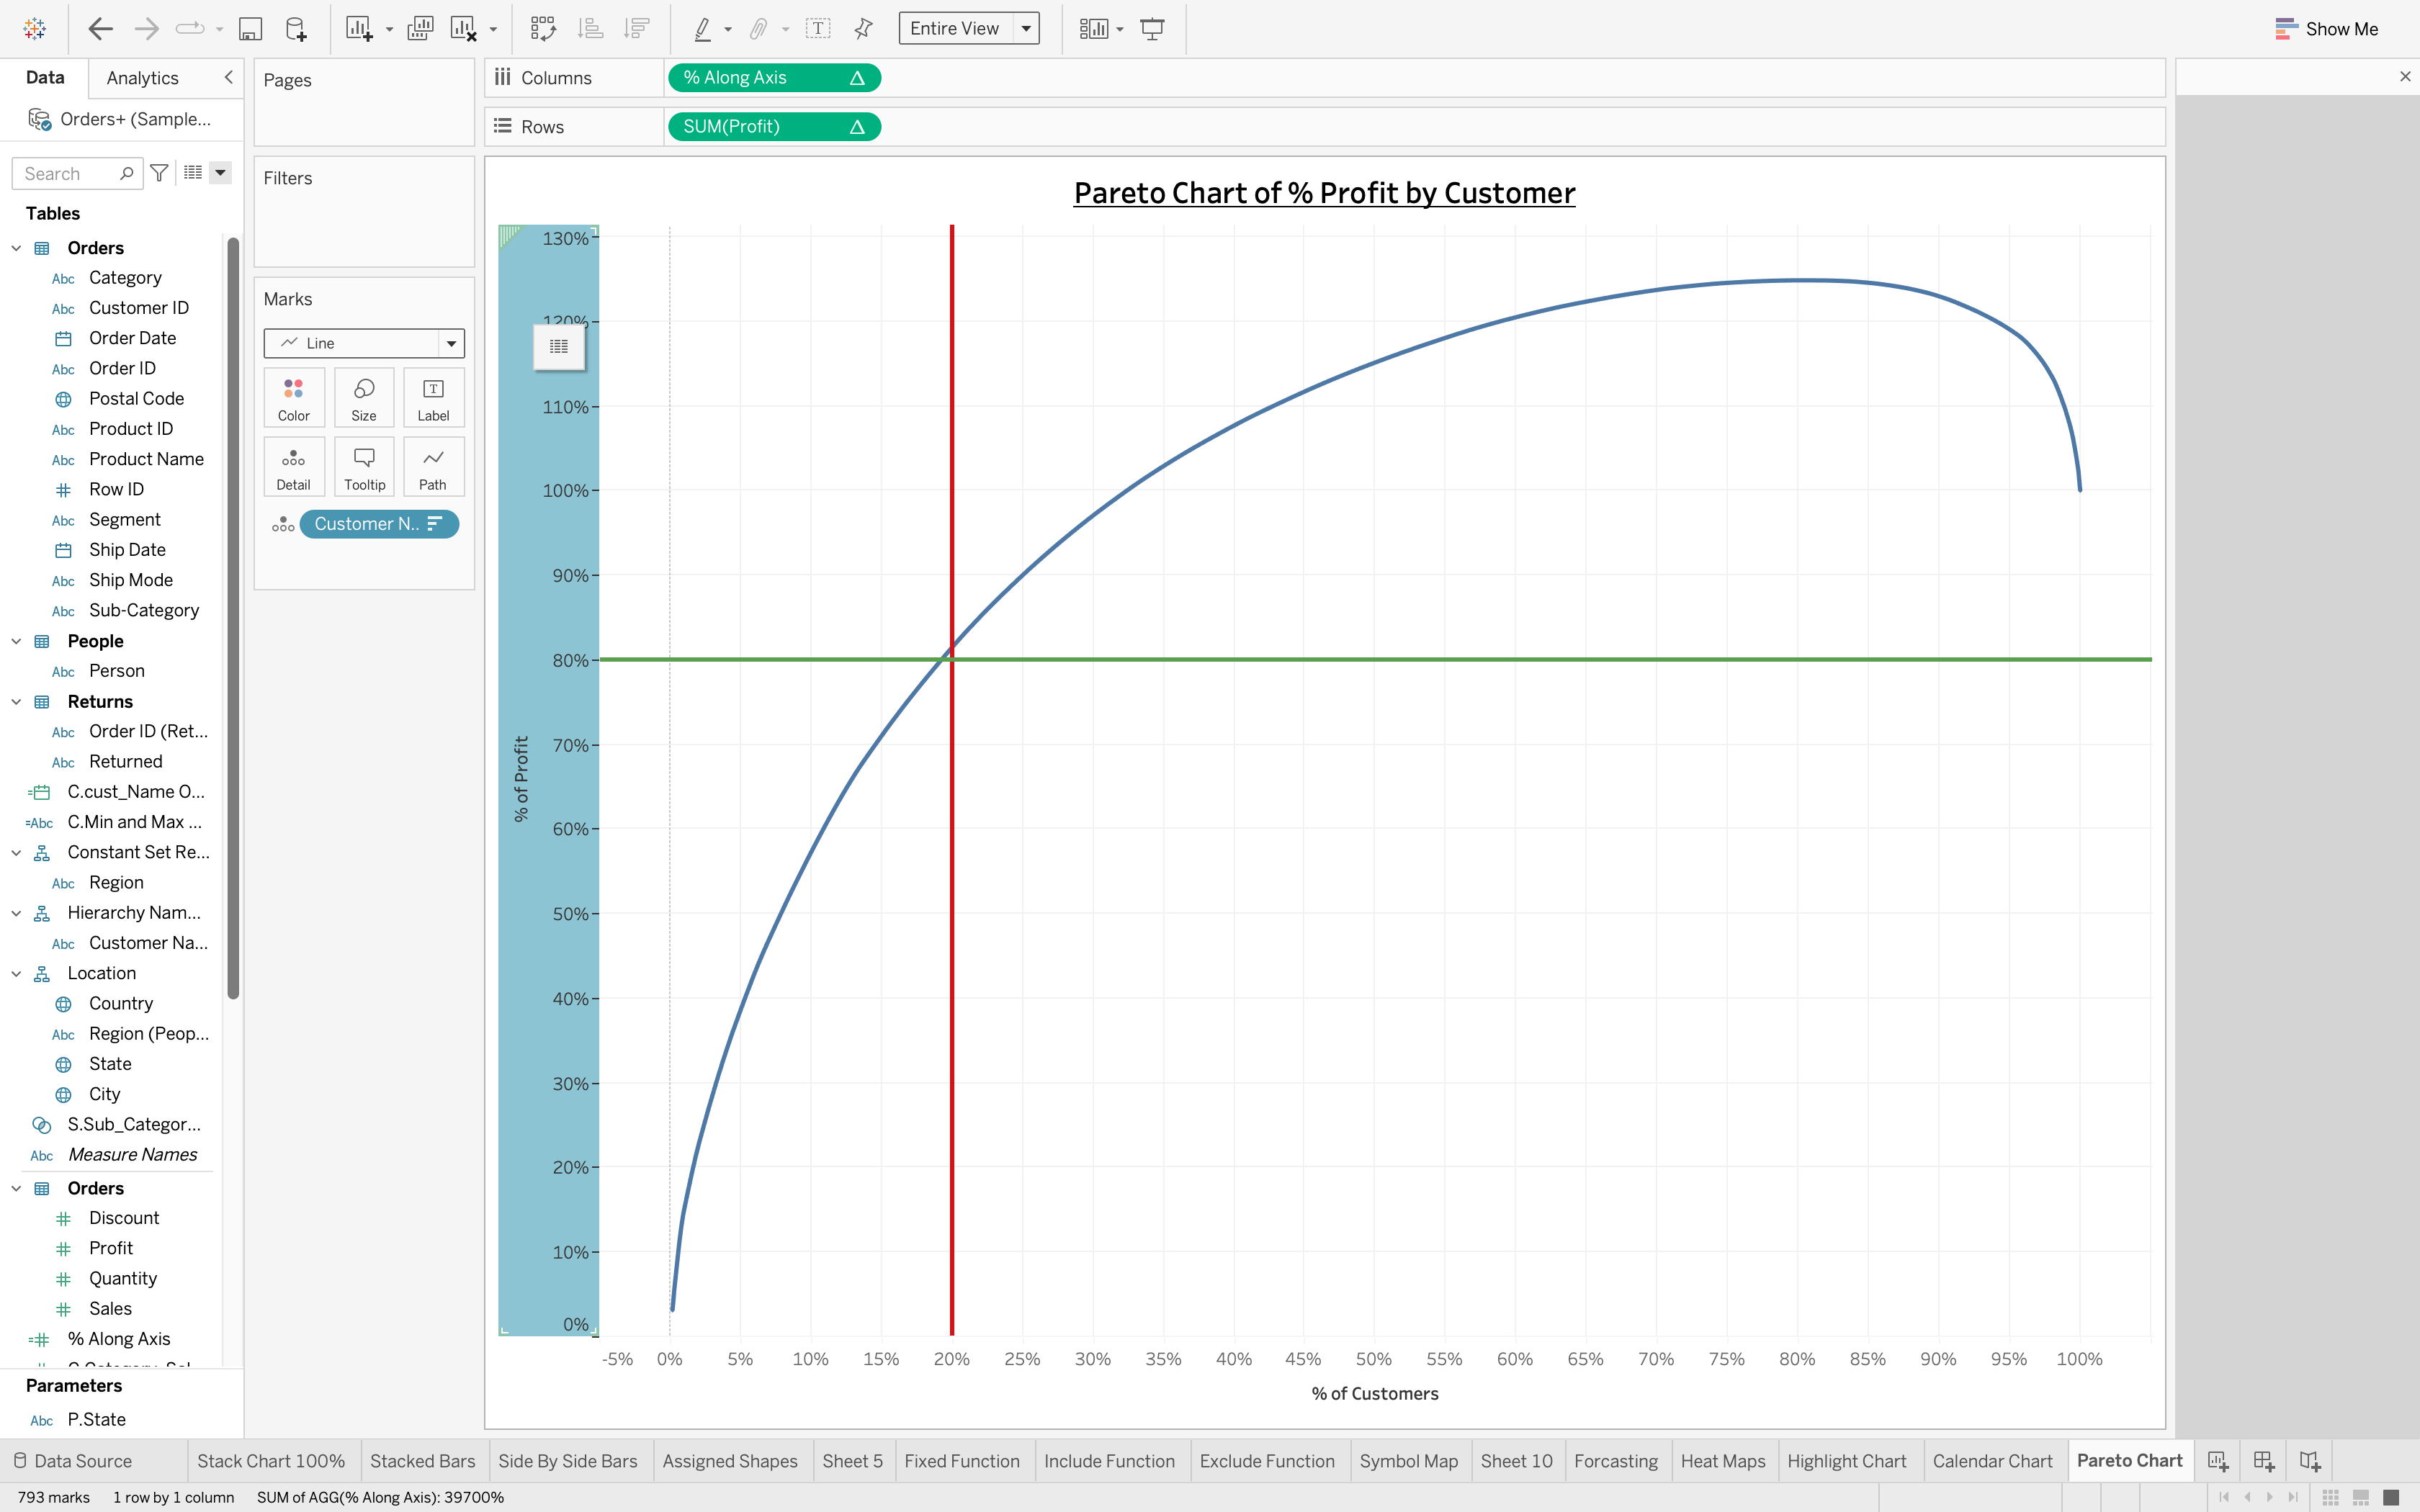 Entire View
Show Me
Data
Analytics
Orders+ (Sample...
Search
Tables
Orders
Abc Category
Abc Customer ID
Order Date
Abc Order ID
Postal Code
Abc Product ID
Abc Product Name
Row ID
Abc Segment
Ship Date
Abc Ship Mode
Abc Sub-Category
People
Abc Person
Returns
Abc Order ID (Ret...
Abc Returned
C.cust_Name O...
=Abc C.Min and Max ...
Constant Set Re...
Abc Region
Hierarchy Nam...
Abc Customer Na...
Location
Country
Abc Region (Peop...
State
City
S.Sub_Categor...
Abc Measure Names
Orders
Discount
Profit
Quantity
Sales
% Along Axis
Parameters
Abc P.State
Pages
Filters
Marks
Line
Color Size Label
Detail Tooltip Path
Customer N..
Columns % Along Axis
Rows SUM(Profit)
Pareto Chart of % Profit by Customer
130%
120%
110%
100%
90%
80%
70%
60%
50%
40%
30%
20%
10%
0%
% of Profit
-5% 0% 5% 10% 15% 20% 25% 30% 35% 40% 45% 50% 55% 60% 65% 70% 75% 80% 85% 90% 95% 100%
% of Customers
Data Source Stack Chart 100% Stacked Bars Side By Side Bars Assigned Shapes Sheet 5 Fixed Function Include Function Exclude Function Symbol Map Sheet 10 Forcasting Heat Maps Highlight Chart Calendar Chart Pareto Chart
793 marks 1 row by 1 column SUM of AGG(% Along Axis): 39700%